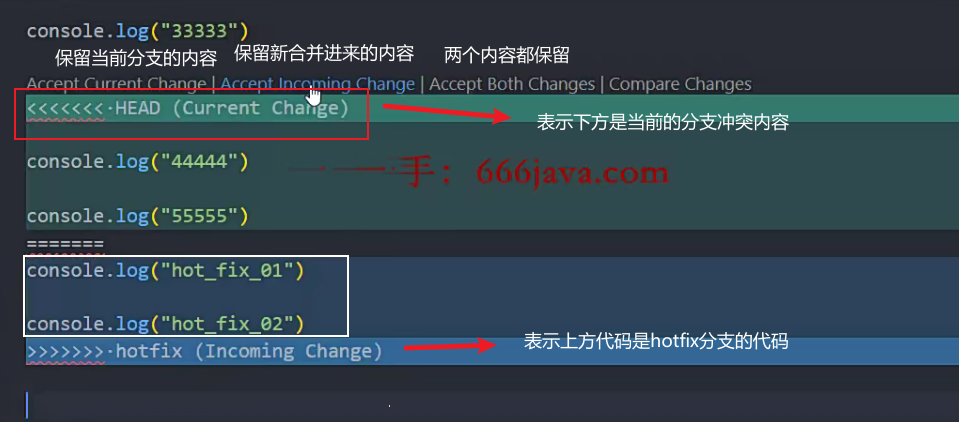 console.log("33333")
保留当前分支的内容 保留新合并进来的内容 两个内容都保留
Accept Current Change | Accept Incoming Change | Accept Both Changes | Compare Changes
<<<<<<<·HEAD (Current Change)
表示下方是当前的分支冲突内容
console.log("44444")
一一手：666java.com
console.log("55555")
=======
console.log("hot_fix_01")
console.log("hot_fix_02")
表示上方代码是hotfix分支的代码
>>>>>>>·hotfix (Incoming Change)